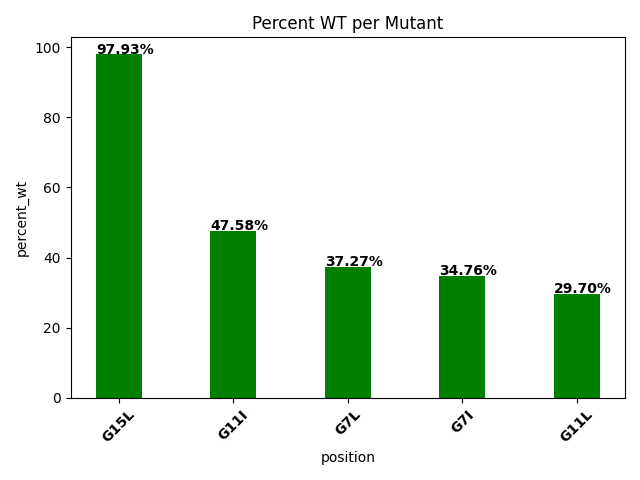 Percent WT per Mutant
percent_wt
100
80
60
40
20
0
97.93%
47.58%
37.27%
34.76%
29.70%
G15L
G11I
G7L
G7I
G11L
position